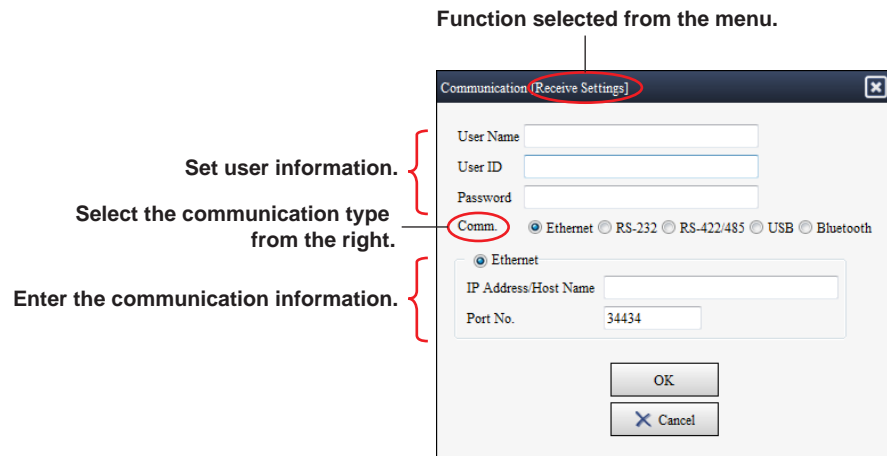 Function selected from the menu.
Communication [Receive Settings]
Set user information.
User Name
User ID
Password
Select the communication type
from the right.
Comm. Ethernet RS-232 RS-422/485 USB Bluetooth
Enter the communication information.
Ethernet
IP Address/Host Name
Port No. 34434
OK
Cancel